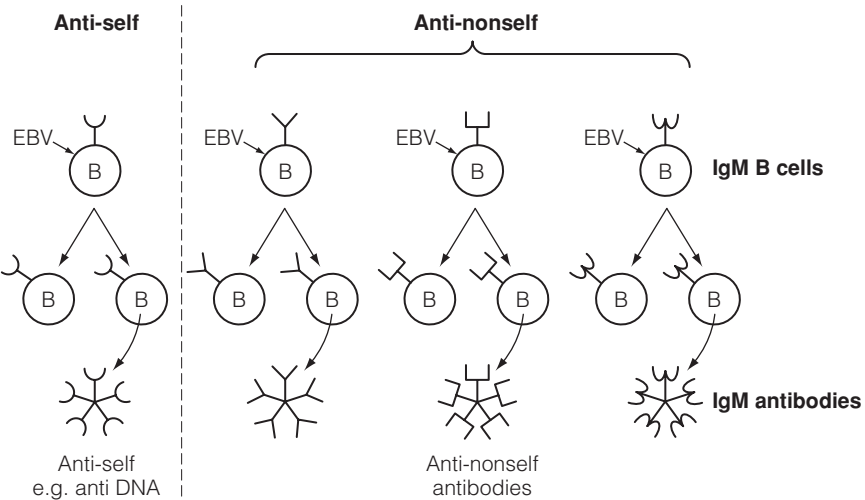 Anti-self
Anti-nonself
EBV
EBV
EBV
EBV
B
B
B
B
IgM B cells
B
B
B
B
B
B
B
B
IgM antibodies
Anti-self
e.g. anti DNA
Anti-nonself
antibodies